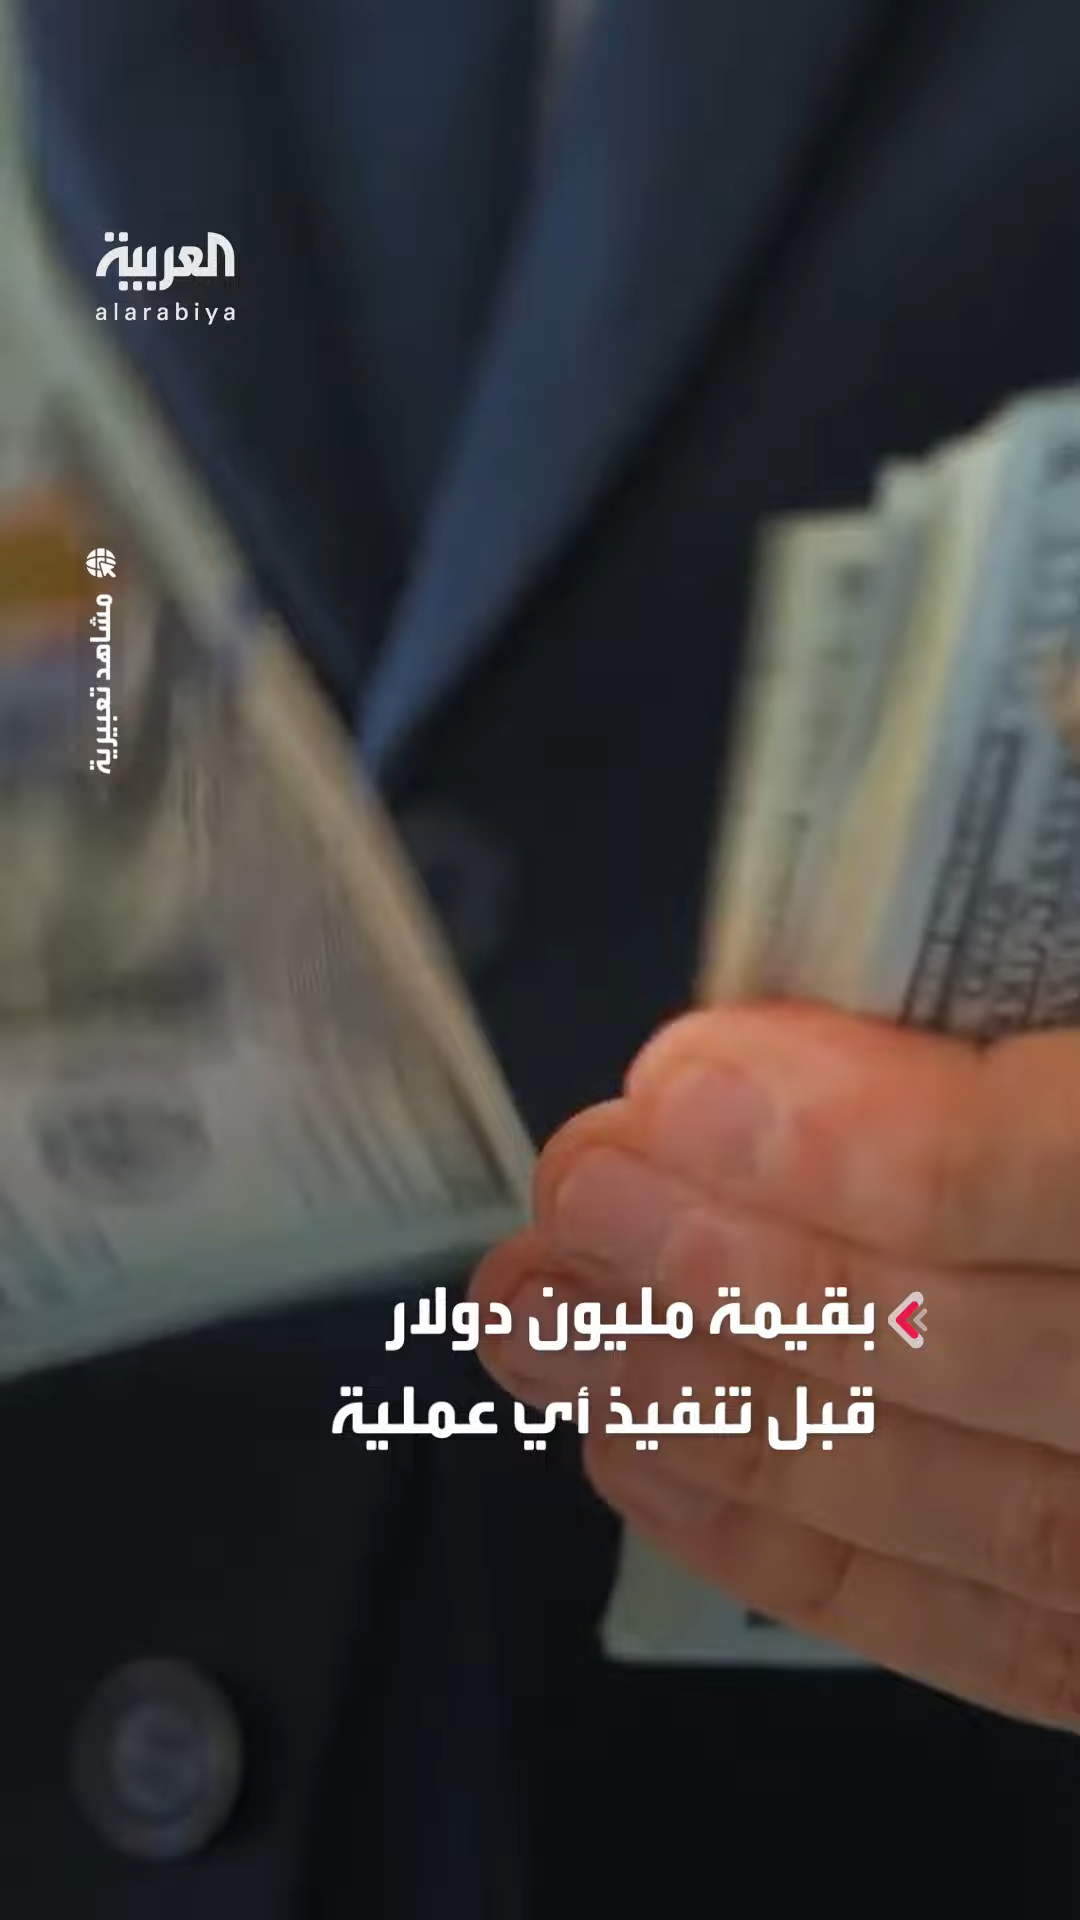 العربية
alarabiya
مشاهد تعبيرية
بقيمة مليون دولار
قبل تنفيذ أي عملية